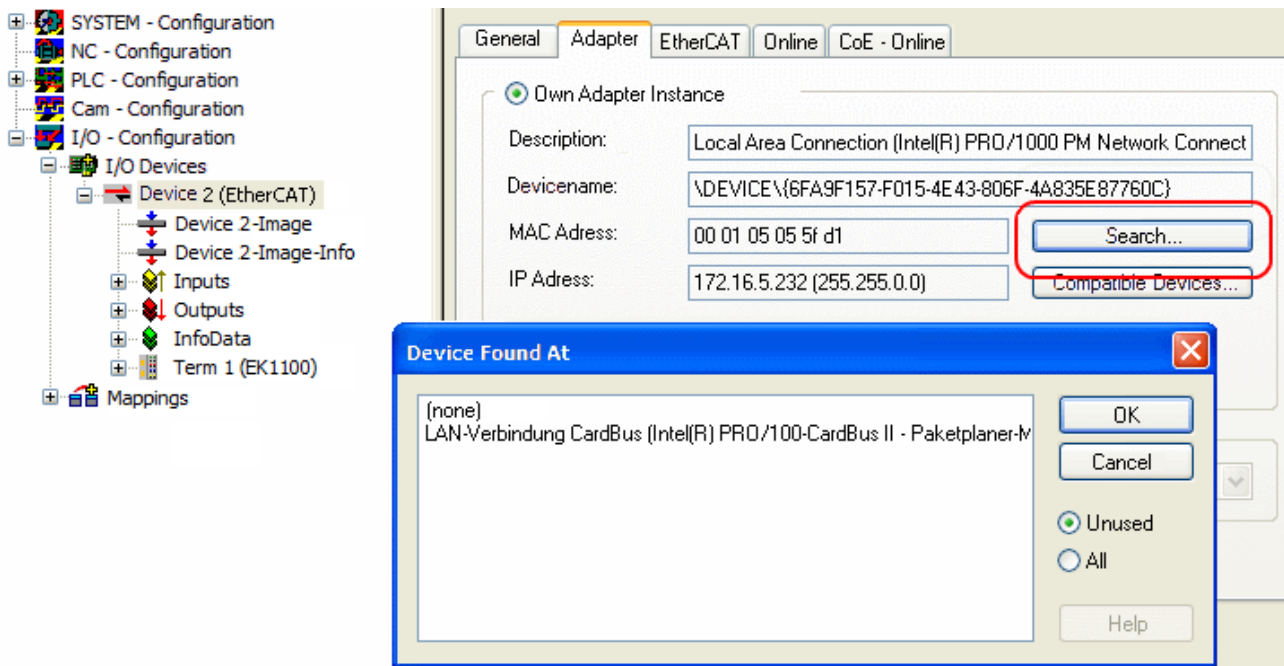 SYSTEM - Configuration
NC - Configuration
PLC - Configuration
Cam - Configuration
I/O - Configuration
I/O Devices
Device 2 (EtherCAT)
Device 2-Image
Device 2-Image-Info
Inputs
Outputs
InfoData
Term 1 (EK1100)
Mappings
General Adapter EtherCAT Online CoE - Online
Own Adapter Instance
Description: Local Area Connection (Intel(R) PRO/1000 PM Network Connect
Devicename: \DEVICE\{6FA9F157-F015-4E43-806F-4A835E87760C}
MAC Adress: 00 01 05 05 5f d1 Search...
IP Adress: 172.16.5.232 (255.255.0.0) Compatible Devices...
Device Found At
(none)
LAN-Verbindung CardBus (Intel(R) PRO/100-CardBus II - Paketplaner-M
OK
Cancel
Unused
All
Help